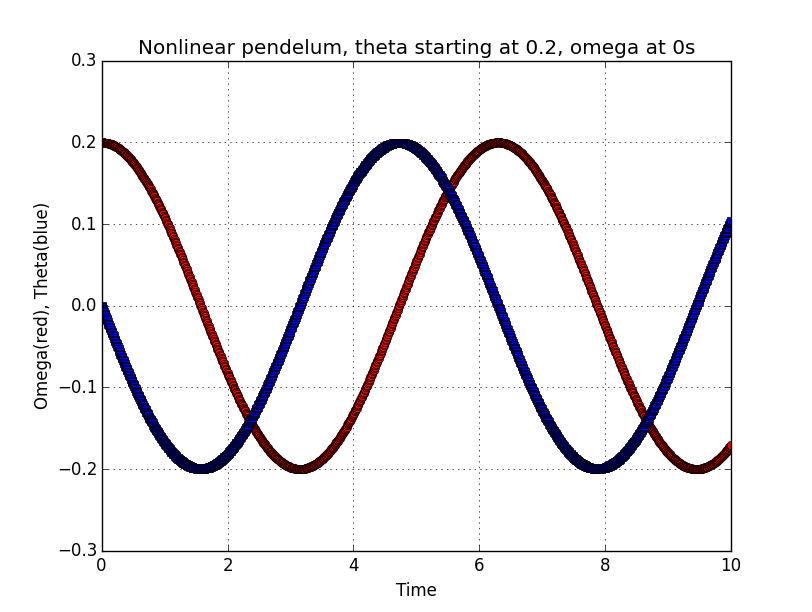 Nonlinear pendelum, theta starting at 0.2, omega at 0s
0.3
0.2
0.1
0.0
−0.1
−0.2
−0.3
Omega(red), Theta(blue)
0 2 4 6 8 10
Time